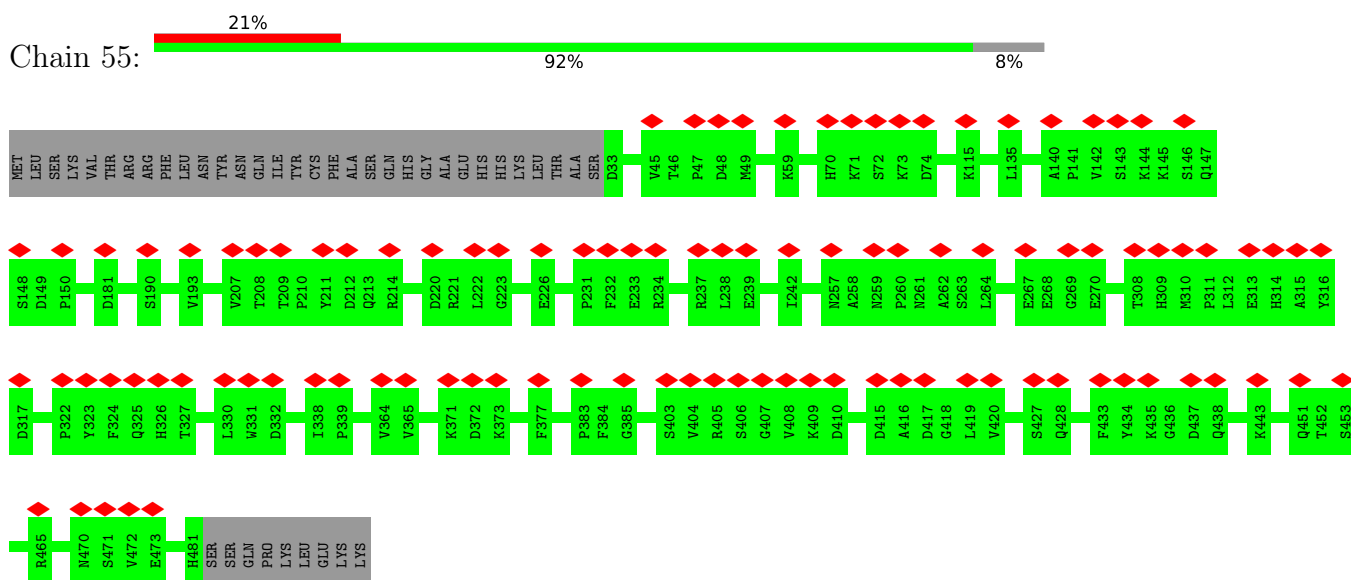 21%
Chain 55:
92% 8%
MET LEU SER LYS VAL THR ARG ARG PHE LEU ASN TYR ASN GLN ILE TYR CYS PHE ALA SER GLN HIS GLY ALA GLU HIS HIS LYS LEU THR ALA SER D33 V45 T46 P47 D48 M49 K59 H70 K71 S72 K73 D74 K115 L135 A140 P141 V142 S143 K144 K145 S146 Q147
S148 D149 P150 D181 S190 V193 V207 T208 T209 P210 Y211 D212 Q213 R214 D220 R221 L222 G223 E226 P231 F232 E233 R234 R237 L238 E239 I242 N257 A258 N259 P260 N261 A262 S263 L264 E267 E268 G269 E270 T308 H309 M310 P311 L312 E313 H314 A315 Y316
D317 P322 Y323 F324 Q325 H326 T327 L330 W331 D332 I338 P339 V364 V365 K371 D372 K373 F377 P383 F384 G385 S403 V404 R405 S406 G407 V408 K409 D410 D415 A416 D417 G418 L419 V420 S427 Q428 F433 Y434 K435 G436 D437 Q438 K443 Q451 T452 S453
R465 N470 S471 V472 E473 H481 SER SER GLN PRO LYS LEU GLU LYS LYS